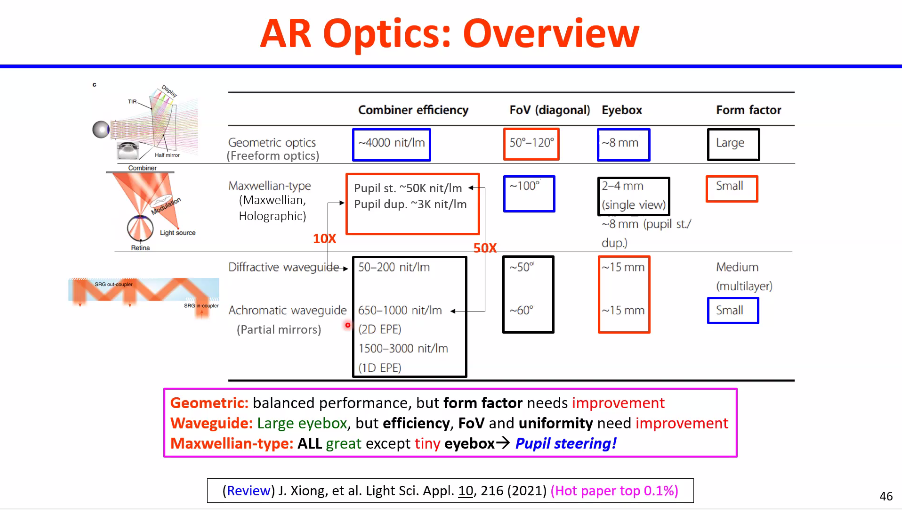 AR Optics: Overview
c
Display
TIR
Half mirror
Combiner
Modulation
Light source
Retina
SRG out-coupler
SRG in-coupler
Combiner efficiency FoV (diagonal) Eyebox Form factor
Geometric optics ~4000 nit/lm 50°–120° ~8 mm Large
(Freeform optics)
Maxwellian-type Pupil st. ~50K nit/lm ~100° 2–4 mm Small
(Maxwellian, Pupil dup. ~3K nit/lm (single view)
Holographic) ~8 mm (pupil st./
dup.)
10X
50X
Diffractive waveguide 50–200 nit/lm ~50° ~15 mm Medium
(multilayer)
Achromatic waveguide 650–1000 nit/lm ~60° ~15 mm Small
(Partial mirrors) (2D EPE)
1500–3000 nit/lm
(1D EPE)
Geometric: balanced performance, but form factor needs improvement
Waveguide: Large eyebox, but efficiency, FoV and uniformity need improvement
Maxwellian-type: ALL great except tiny eyebox→ Pupil steering!
(Review) J. Xiong, et al. Light Sci. Appl. 10, 216 (2021) (Hot paper top 0.1%)
46